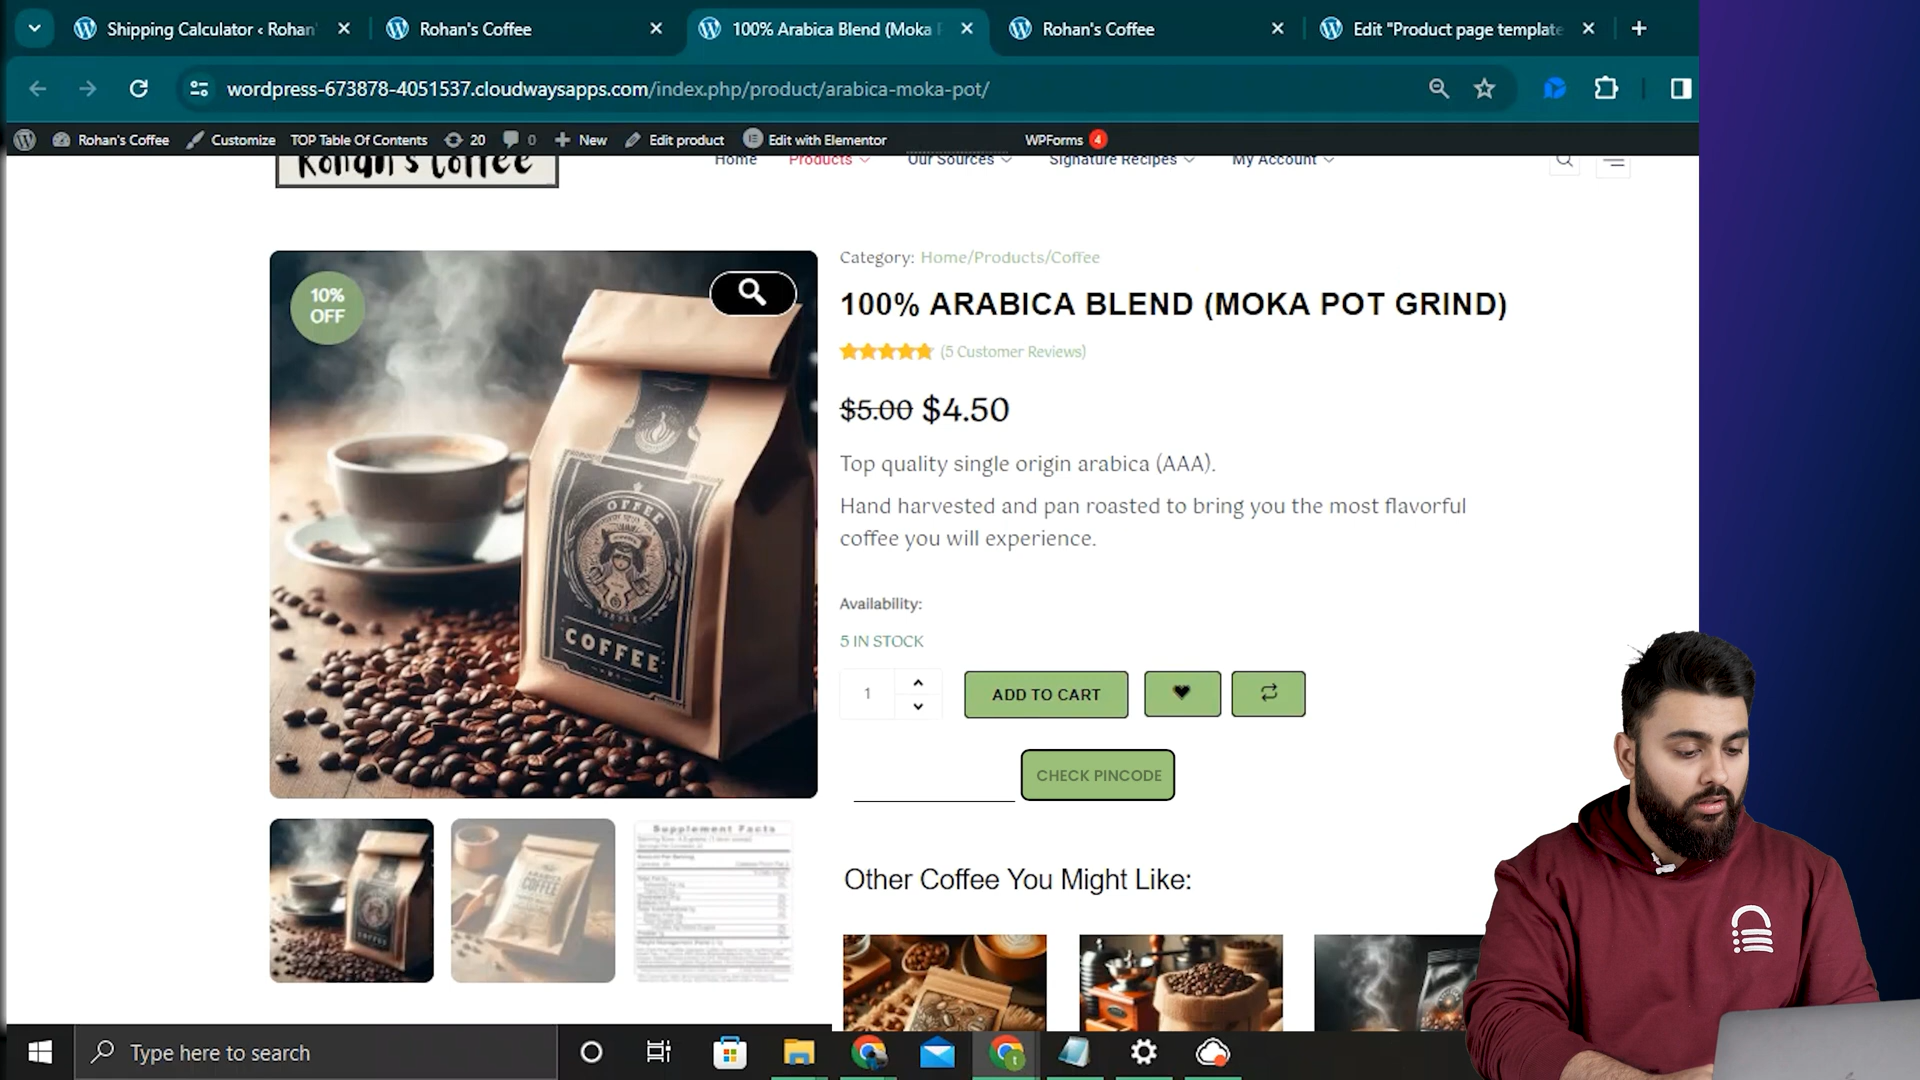 Shipping Calculator ‹ Rohan'
Rohan's Coffee
100% Arabica Blend (Moka P
Rohan's Coffee
Edit "Product page template
wordpress-673878-4051537.cloudwaysapps.com/index.php/product/arabica-moka-pot/
Rohan's Coffee
Customize
TOP Table Of Contents
20
0
New
Edit product
Edit with Elementor
WPForms
4
Rohan's Coffee
Home
Products
Our Sources
Signature Recipes
My Account
10%
OFF
OFFEE
COFFEE
Category: Home/Products/Coffee
100% ARABICA BLEND (MOKA POT GRIND)
(5 Customer Reviews)
$5.00 $4.50
Top quality single origin arabica (AAA).
Hand harvested and pan roasted to bring you the most flavorful
coffee you will experience.
Availability:
5 IN STOCK
1
ADD TO CART
CHECK PINCODE
ARABICA
COFFEE
Supplement Facts
Other Coffee You Might Like:
Type here to search